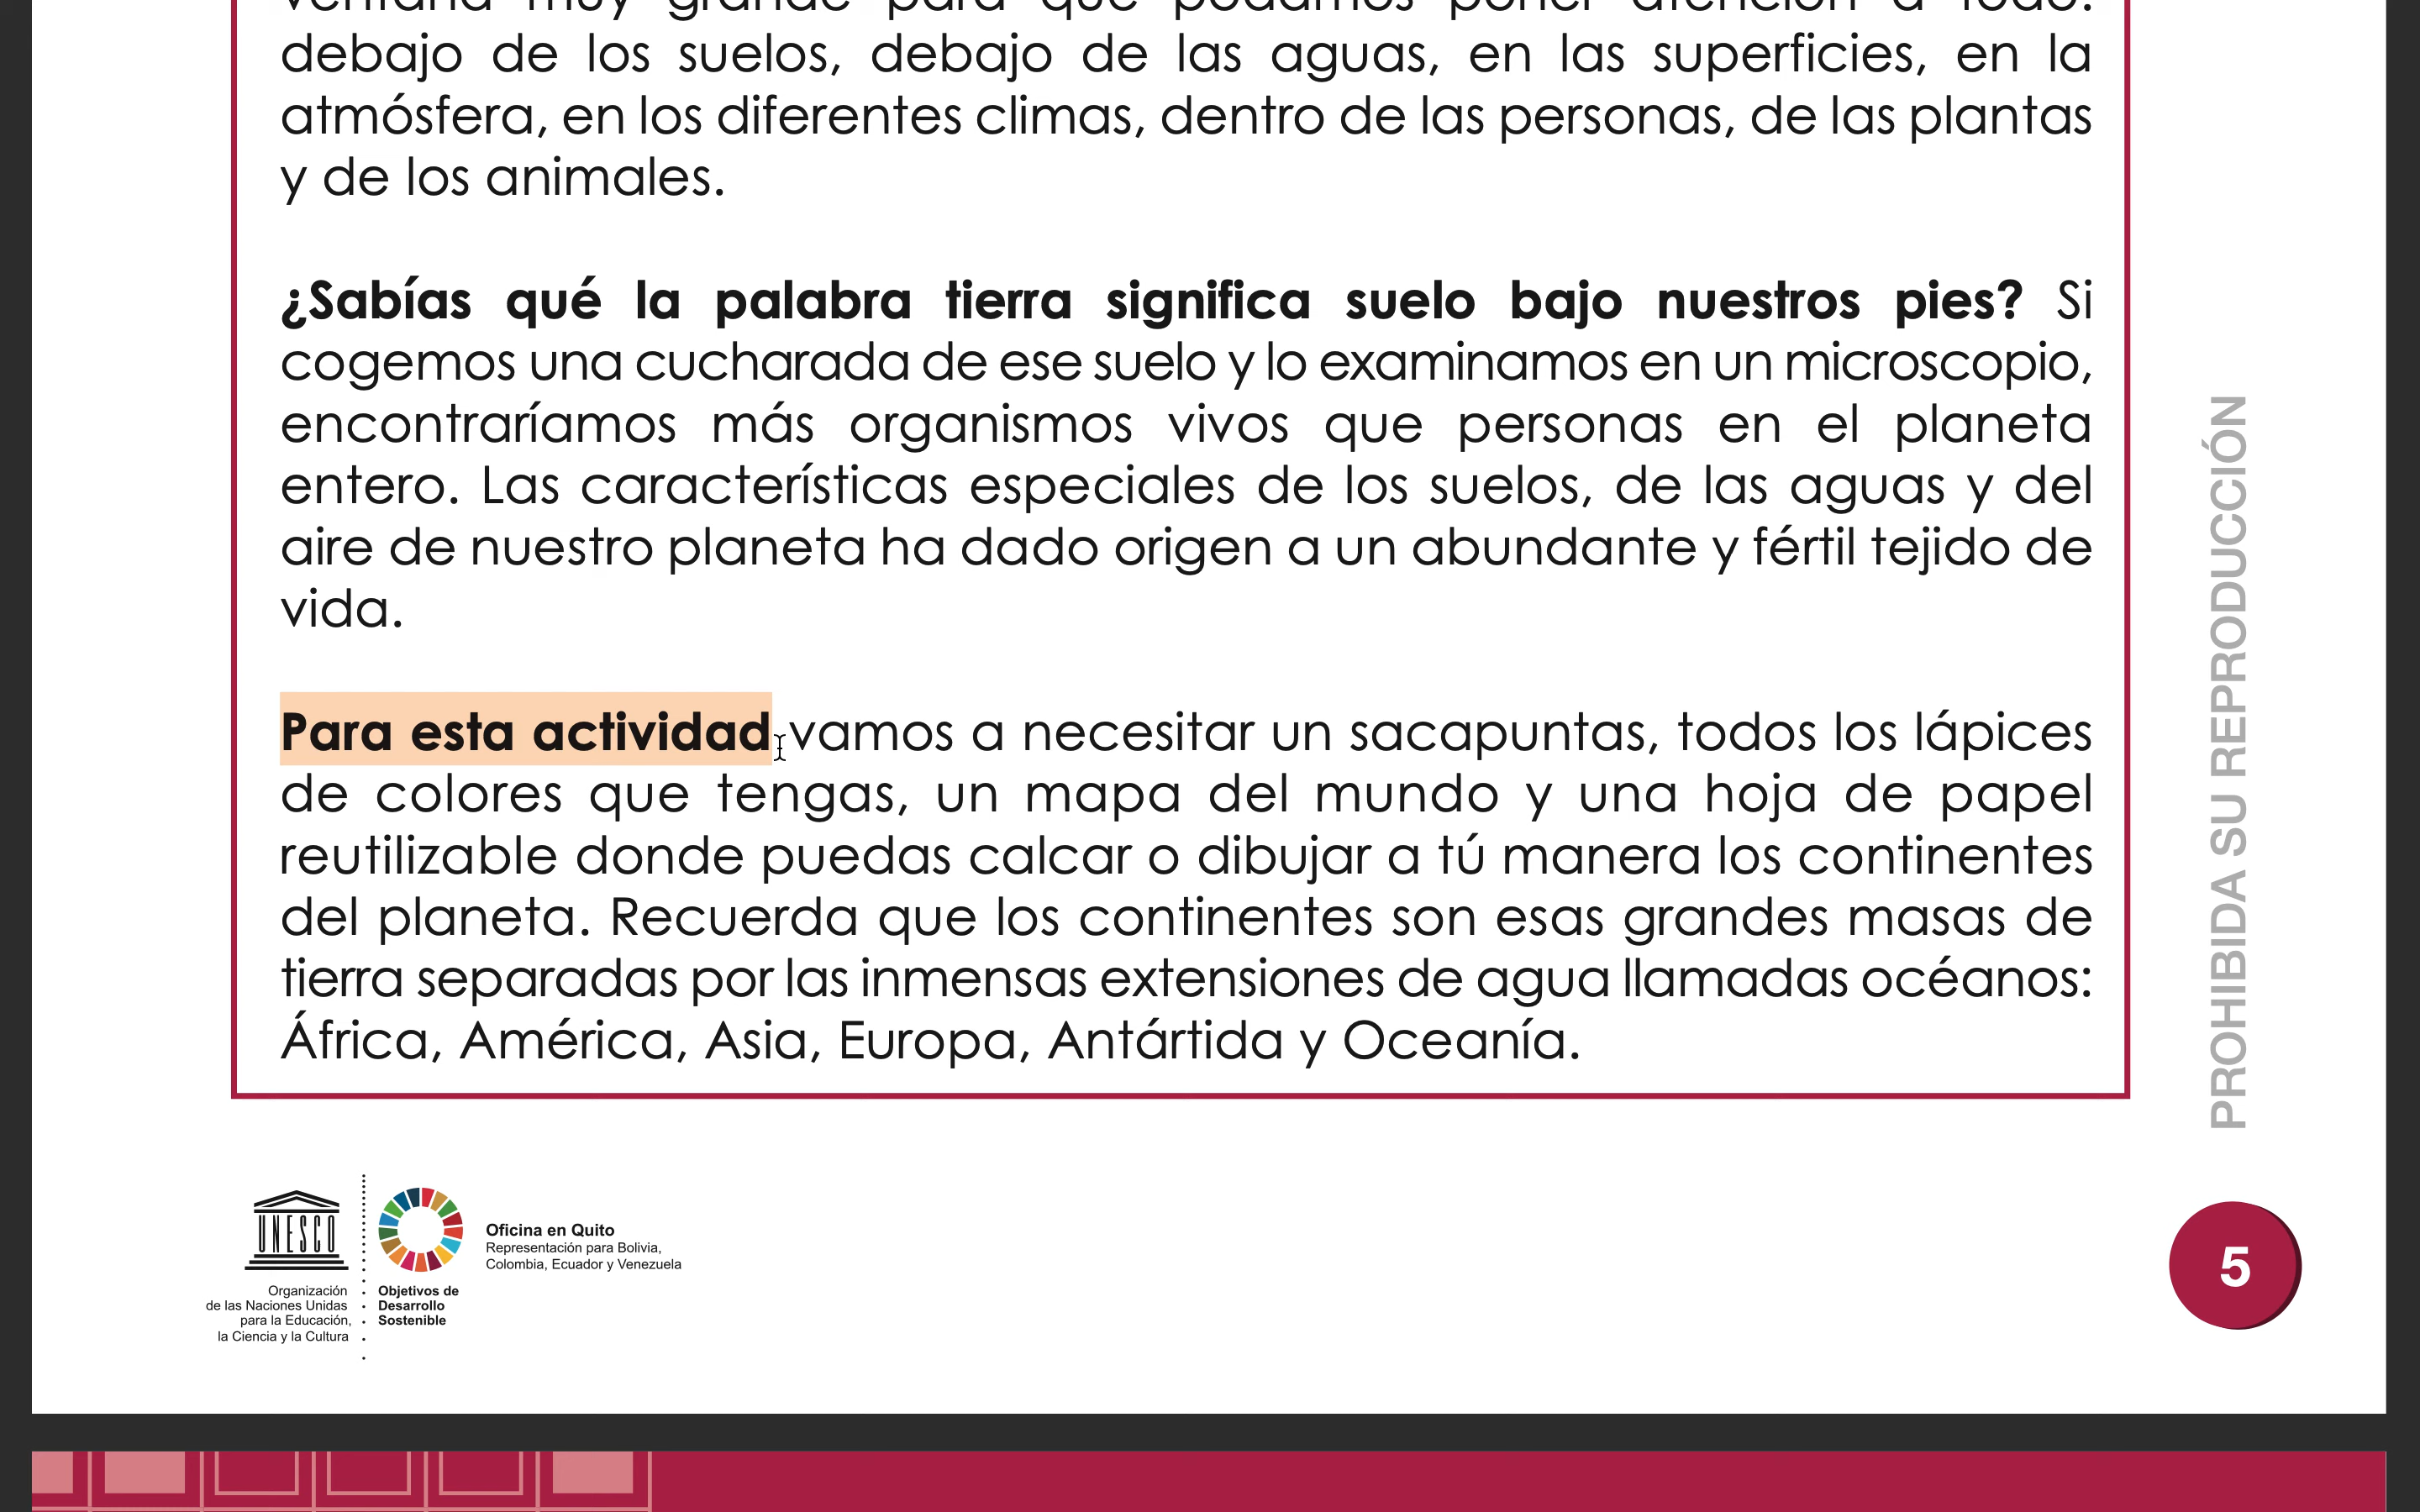 ventana muy grande para que podamos poner atención a todo:
debajo de los suelos, debajo de las aguas, en las superficies, en la
atmósfera, en los diferentes climas, dentro de las personas, de las plantas
y de los animales.
¿Sabías qué la palabra tierra significa suelo bajo nuestros pies? Si
cogemos una cucharada de ese suelo y lo examinamos en un microscopio,
encontraríamos más organismos vivos que personas en el planeta
entero. Las características especiales de los suelos, de las aguas y del
aire de nuestro planeta ha dado origen a un abundante y fértil tejido de
vida.
Para esta actividad vamos a necesitar un sacapuntas, todos los lápices
de colores que tengas, un mapa del mundo y una hoja de papel
reutilizable donde puedas calcar o dibujar a tú manera los continentes
del planeta. Recuerda que los continentes son esas grandes masas de
tierra separadas por las inmensas extensiones de agua llamadas océanos:
África, América, Asia, Europa, Antártida y Oceanía.
PROHIBIDA SU REPRODUCCIÓN
UNESCO
Organización
de las Naciones Unidas
para la Educación,
la Ciencia y la Cultura
Objetivos de
Desarrollo
Sostenible
Oficina en Quito
Representación para Bolivia,
Colombia, Ecuador y Venezuela
5